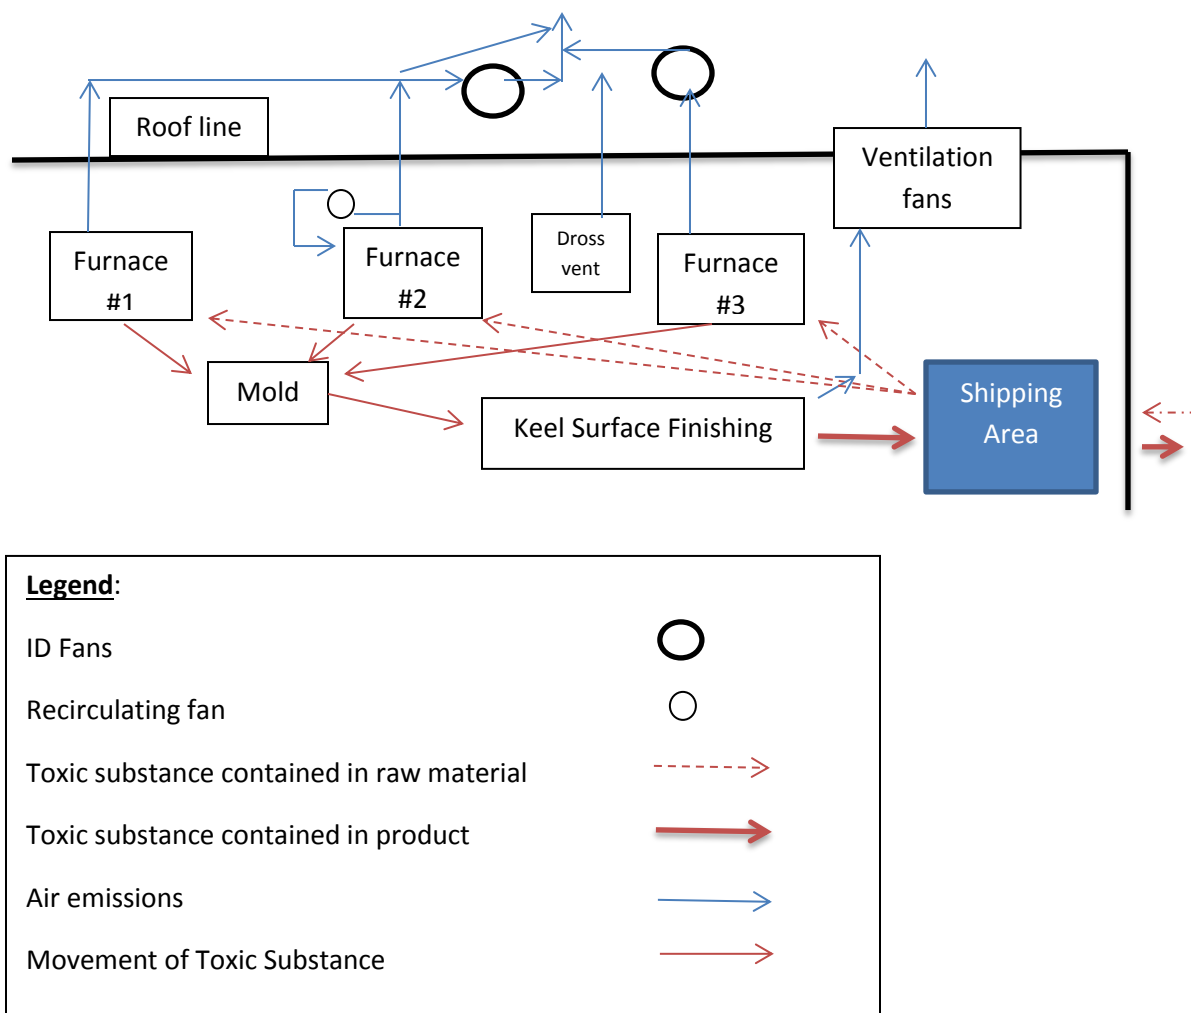 Roof line
Ventilation
fans
Furnace
#1
Furnace
#2
Dross
vent
Furnace
#3
Mold
Keel Surface Finishing
Shipping
Area
Legend:
ID Fans
Recirculating fan
Toxic substance contained in raw material
Toxic substance contained in product
Air emissions
Movement of Toxic Substance